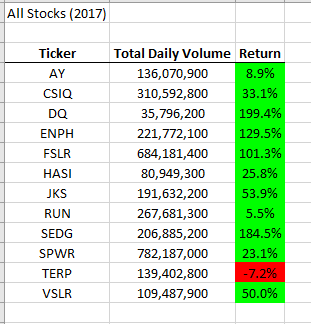 All Stocks (2017)
Ticker Total Daily Volume Return
AY 136,070,900 8.9%
CSIQ 310,592,800 33.1%
DQ 35,796,200 199.4%
ENPH 221,772,100 129.5%
FSLR 684,181,400 101.3%
HASI 80,949,300 25.8%
JKS 191,632,200 53.9%
RUN 267,681,300 5.5%
SEDG 206,885,200 184.5%
SPWR 782,187,000 23.1%
TERP 139,402,800 -7.2%
VSLR 109,487,900 50.0%